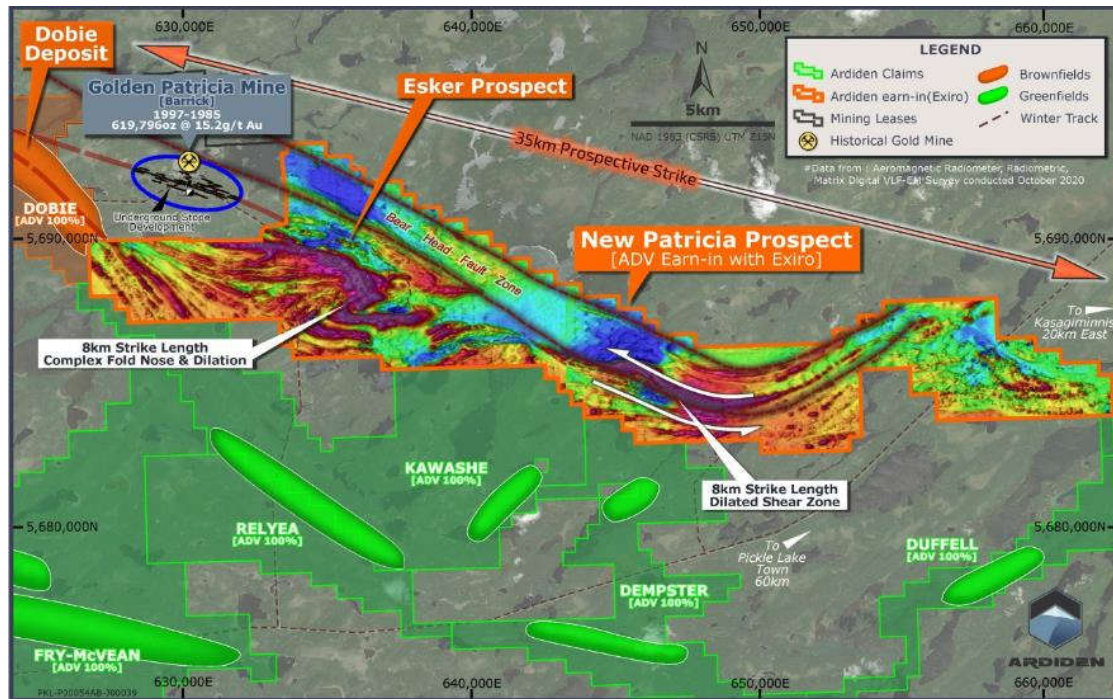 630,000E
640,000E
650,000E
660,000E
Dobie
Deposit
Golden Patricia Mine
[Barrick]
1997-1985
619,796oz @ 15.2g/t Au
Esker Prospect
N
5km
NAD 1983 (CSRS) UTM Z15N
LEGEND
Ardiden Claims
Ardiden earn-in(Exiro)
Mining Leases
Historical Gold Mine
Brownfields
Greenfields
Winter Track
#Data from : Aeromagnetic Radiometer, Radiometric,
Matrix Digital VLF-EM Survey conducted October 2020
35km Prospective Strike
DOBIE
[ADV 100%]
Underground Stope
Development
5,690,000N
5,690,000N
Bear Head Fault Zone
New Patricia Prospect
[ADV Earn-in with Exiro]
To
Kasagiminnis
20km East
8km Strike Length
Complex Fold Nose & Dilation
8km Strike Length
Dilated Shear Zone
KAWASHE
[ADV 100%]
RELYEA
[ADV 100%]
5,680,000N
5,680,000N
To
Pickle Lake
Town
60km
DUFFELL
[ADV 100%]
DEMPSTER
[ADV 100%]
FRY-McVEAN
[ADV 100%]
ARDIDEN
630,000E
640,000E
650,000E
660,000E